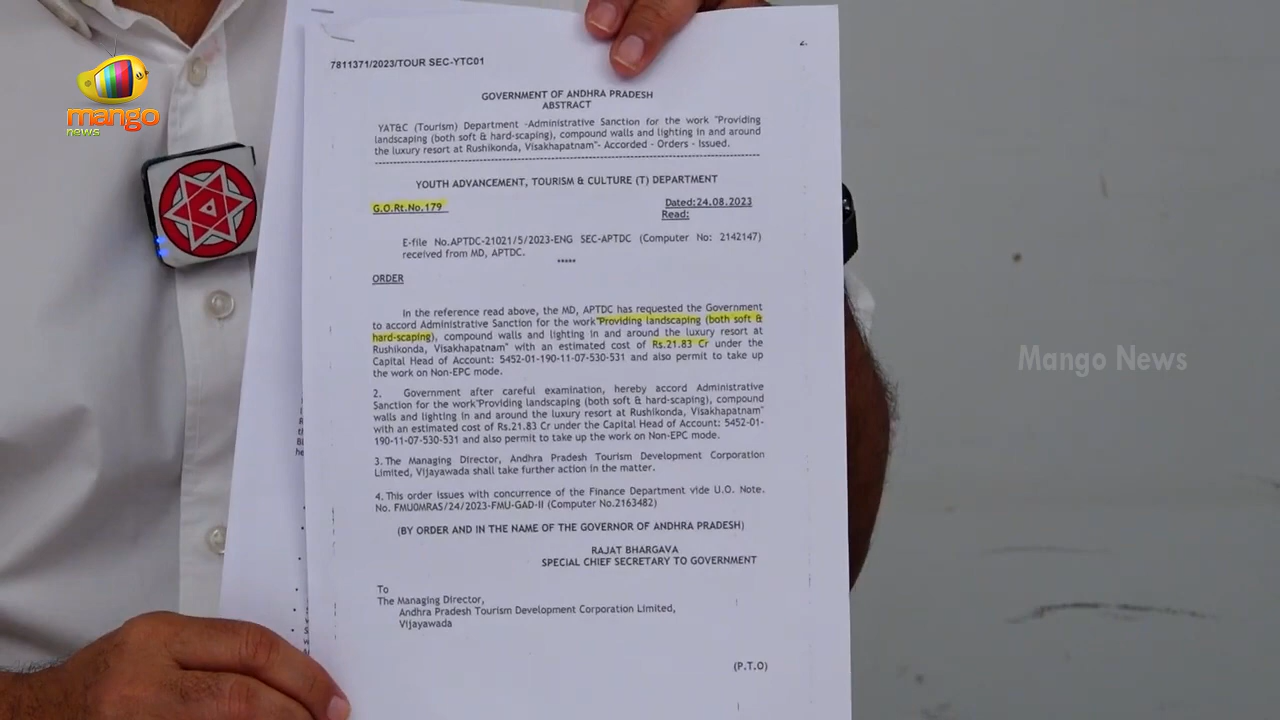 mango
news
2.
7811371/2023/TOUR SEC-YTC01
GOVERNMENT OF ANDHRA PRADESH
ABSTRACT
YAT&C (Tourism) Department -Administrative Sanction for the work "Providing
landscaping (both soft & hard-scaping), compound walls and lighting in and around
the luxury resort at Rushikonda, Visakhapatnam"- Accorded - Orders - Issued.
YOUTH ADVANCEMENT, TOURISM & CULTURE (T) DEPARTMENT
G.O.Rt.No.179 Dated:24.08.2023
Read:
E-file No.APTDC-21021/5/2023-ENG SEC-APTDC (Computer No: 2142147)
received from MD, APTDC.
*****
ORDER
In the reference read above, the MD, APTDC has requested the Government
to accord Administrative Sanction for the work"Providing landscaping (both soft &
hard-scaping), compound walls and lighting in and around the luxury resort at
Rushikonda, Visakhapatnam" with an estimated cost of Rs.21.83 Cr under the
Capital Head of Account: 5452-01-190-11-07-530-531 and also permit to take up
the work on Non-EPC mode.
2. Government after careful examination, hereby accord Administrative
Sanction for the work"Providing landscaping (both soft & hard-scaping), compound
walls and lighting in and around the luxury resort at Rushikonda, Visakhapatnam"
with an estimated cost of Rs.21.83 Cr under the Capital Head of Account: 5452-01-
190-11-07-530-531 and also permit to take up the work on Non-EPC mode.
3. The Managing Director, Andhra Pradesh Tourism Development Corporation
Limited, Vijayawada shall take further action in the matter.
4. This order issues with concurrence of the Finance Department vide U.O. Note.
No. FMU0MRAS/24/2023-FMU-GAD-II (Computer No.2163482)
(BY ORDER AND IN THE NAME OF THE GOVERNOR OF ANDHRA PRADESH)
RAJAT BHARGAVA
SPECIAL CHIEF SECRETARY TO GOVERNMENT
To
The Managing Director,
Andhra Pradesh Tourism Development Corporation Limited,
Vijayawada
(P.T.O)
Mango News